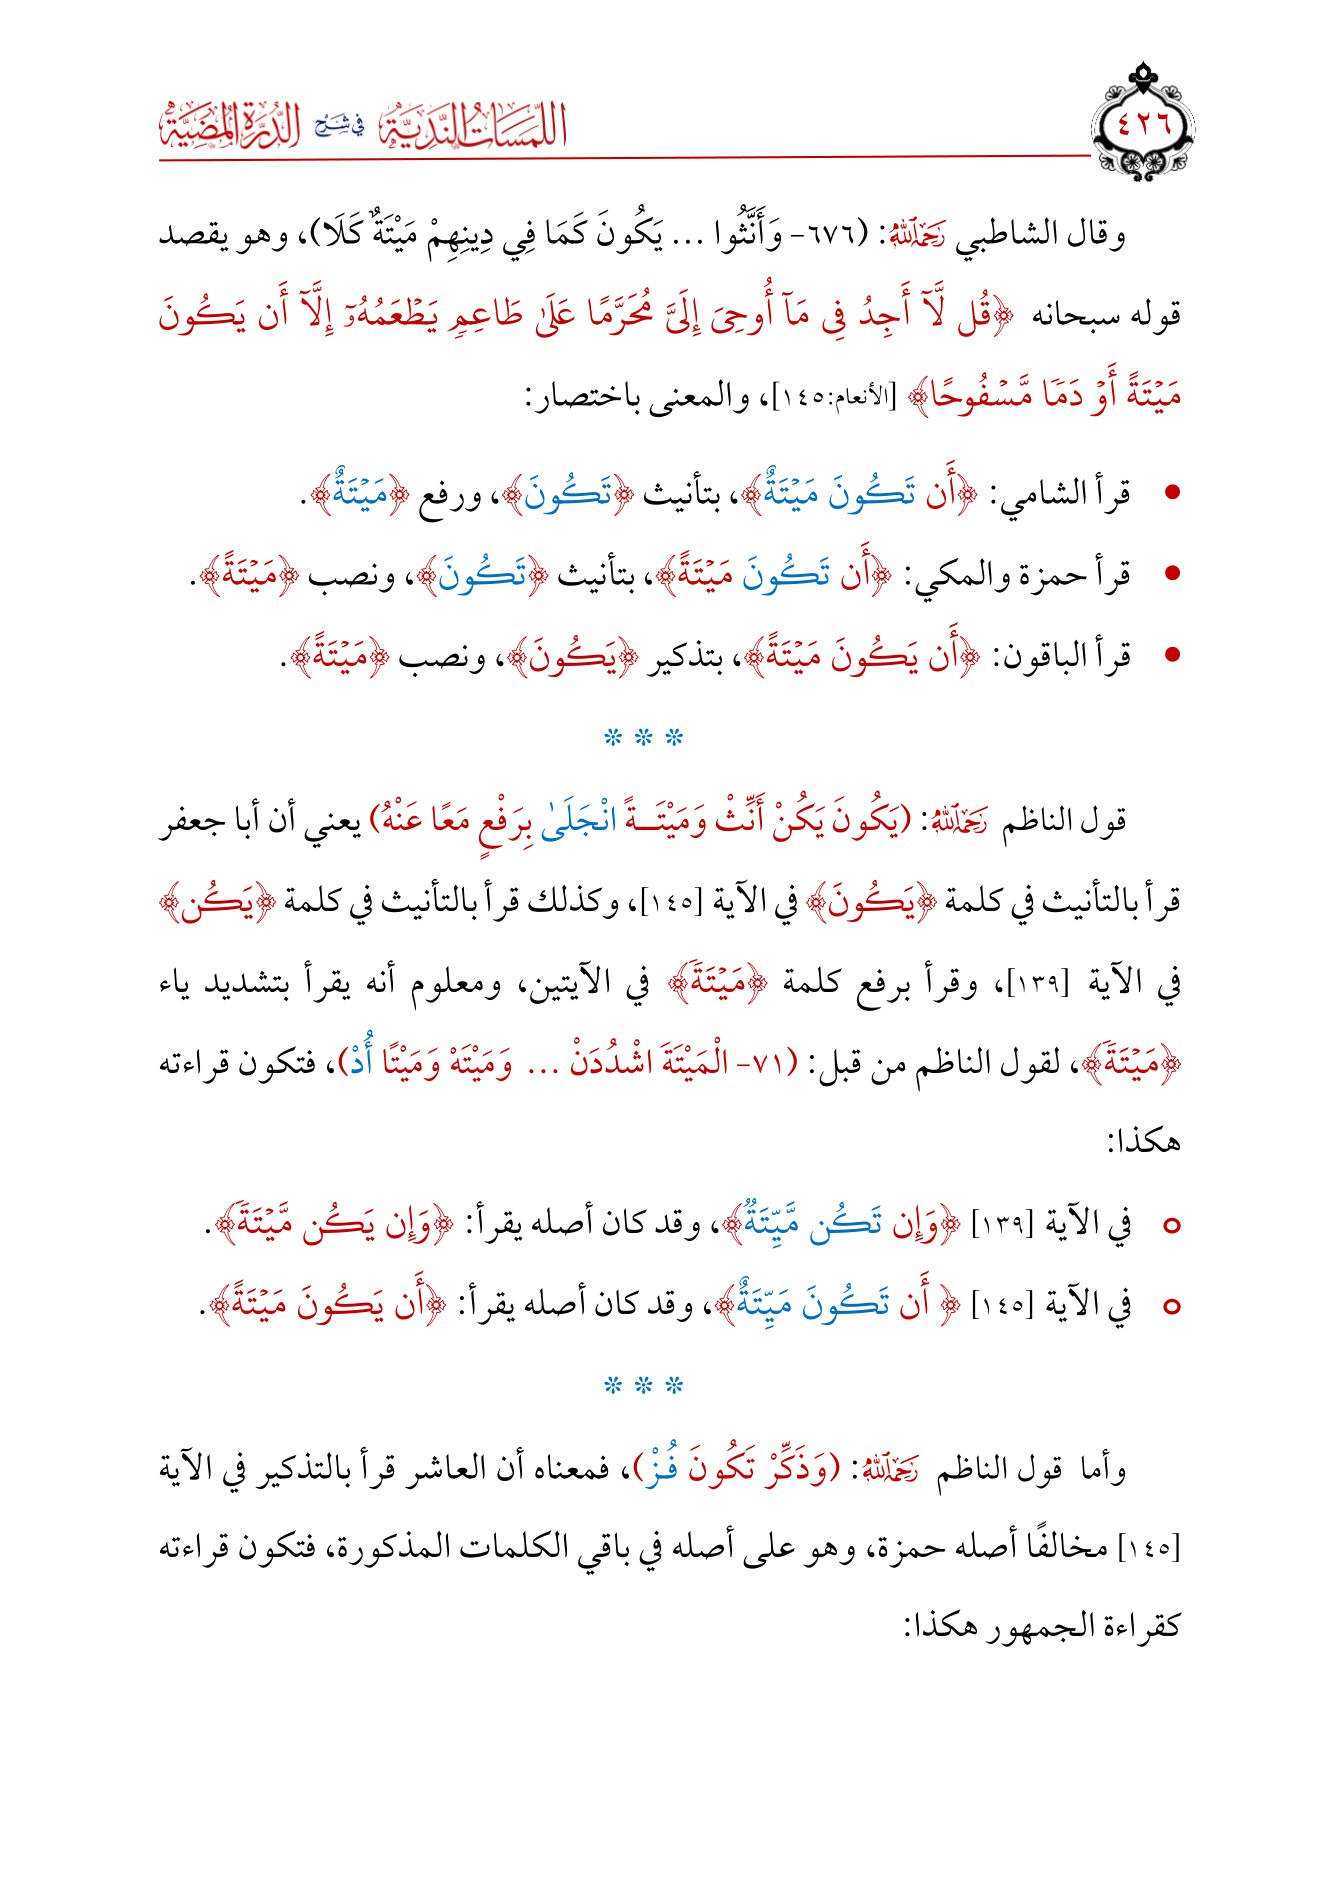 ٤٢٦
اللمسات الندية في شرح الدرة المضية
وقال الشاطبي رَحِمَهُ ٱللَّهُ: (٦٧٦- وَأَنَّثُوا ... يَكُونَ كَمَا فِي دِينِهِمْ مَيْتَةٌ كَلَا)، وهو يقصد
قوله سبحانه ﴿قُل لَّآ أَجِدُ فِي مَآ أُوحِيَ إِلَيَّ مُحَرَّمًا عَلَىٰ طَاعِمٖ يَطۡعَمُهُۥٓ إِلَّآ أَن يَكُونَ
مَيۡتَةً أَوۡ دَمٗا مَّسۡفُوحًا﴾ [الأنعام:١٤٥]، والمعنى باختصار:
• قرأ الشامي: ﴿أَن تَكُونَ مَيۡتَةٌ﴾، بتأنيث ﴿تَكُونَ﴾، ورفع ﴿مَيۡتَةٌ﴾.
• قرأ حمزة والمكي: ﴿أَن تَكُونَ مَيۡتَةً﴾، بتأنيث ﴿تَكُونَ﴾، ونصب ﴿مَيۡتَةً﴾.
• قرأ الباقون: ﴿أَن يَكُونَ مَيۡتَةً﴾، بتذكير ﴿يَكُونَ﴾، ونصب ﴿مَيۡتَةً﴾.
* * *
قول الناظم رَحِمَهُ ٱللَّهُ: (يَكُونَ يَكُنْ أَنِّثْ وَمَيْتَـــةً انْجَلَىٰ بِرَفْعٍ مَعًا عَنْهُ) يعني أن أبا جعفر
قرأ بالتأنيث في كلمة ﴿يَكُونَ﴾ في الآية [١٤٥]، وكذلك قرأ بالتأنيث في كلمة ﴿يَكُن﴾
في الآية [١٣٩]، وقرأ برفع كلمة ﴿مَيۡتَةٗ﴾ في الآيتين، ومعلوم أنه يقرأ بتشديد ياء
﴿مَيۡتَةٗ﴾، لقول الناظم من قبل: (٧١- الْمَيْتَةَ اشْدُدَنْ ... وَمَيْتَهْ وَمَيْتًا أُدْ)، فتكون قراءته
هكذا:
o في الآية [١٣٩] ﴿وَإِن تَكُن مَّيِّتَةٞ﴾، وقد كان أصله يقرأ: ﴿وَإِن يَكُن مَّيۡتَةٗ﴾.
o في الآية [١٤٥] ﴿ أَن تَكُونَ مَيِّتَةٌ﴾، وقد كان أصله يقرأ: ﴿أَن يَكُونَ مَيۡتَةً﴾.
* * *
وأما قول الناظم رَحِمَهُ ٱللَّهُ: (وَذَكِّرْ تَكُونَ فُزْ)، فمعناه أن العاشر قرأ بالتذكير في الآية
[١٤٥] مخالفًا أصله حمزة، وهو على أصله في باقي الكلمات المذكورة، فتكون قراءته
كقراءة الجمهور هكذا: